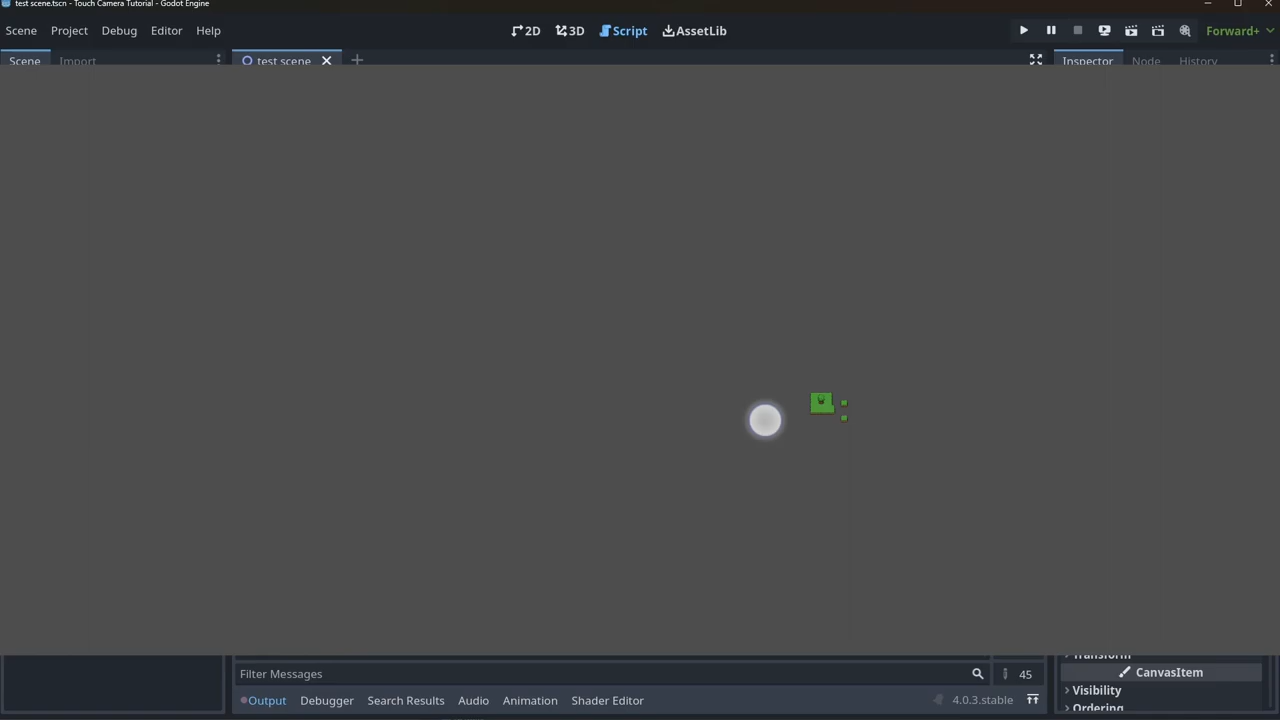 test scene.tscn - Touch Camera Tutorial - Godot Engine
Scene Project Debug Editor Help 2D 3D Script AssetLib Forward+
Scene Import test scene Inspector Node History
Transform
Filter Messages 45 CanvasItem
Visibility
Output Debugger Search Results Audio Animation Shader Editor 4.0.3.stable
Ordering